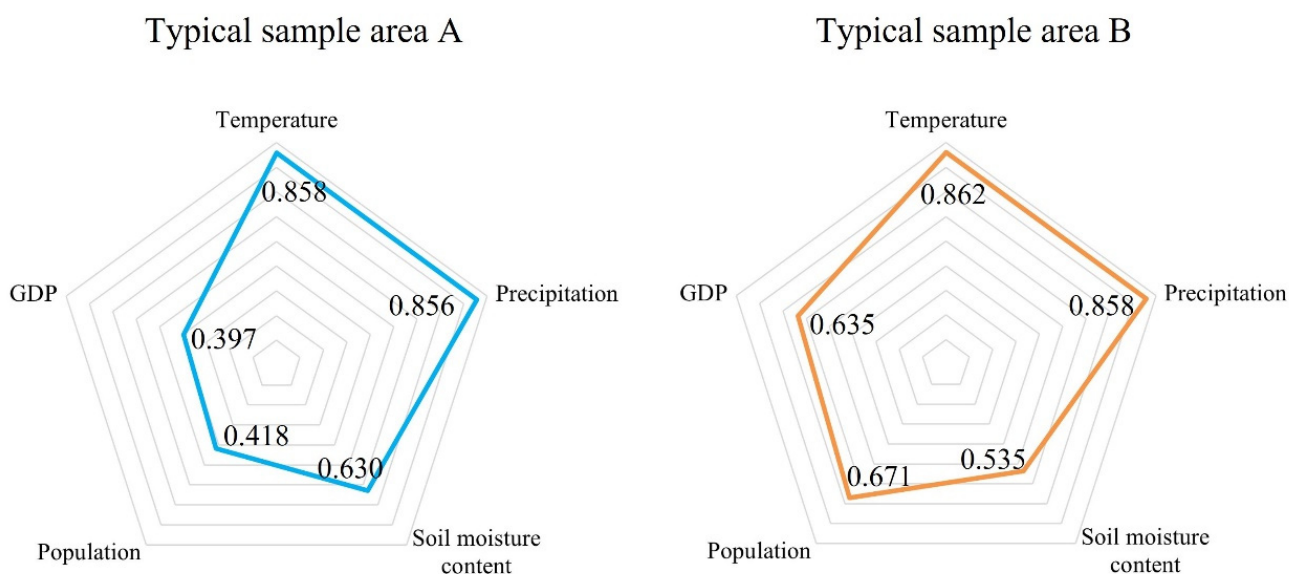 Typical sample area A
Temperature
0.858
GDP
0.856
Precipitation
0.397
0.418
0.630
Population
Soil moisture
content
Typical sample area B
Temperature
0.862
GDP
0.858
Precipitation
0.635
0.535
0.671
Population
Soil moisture
content